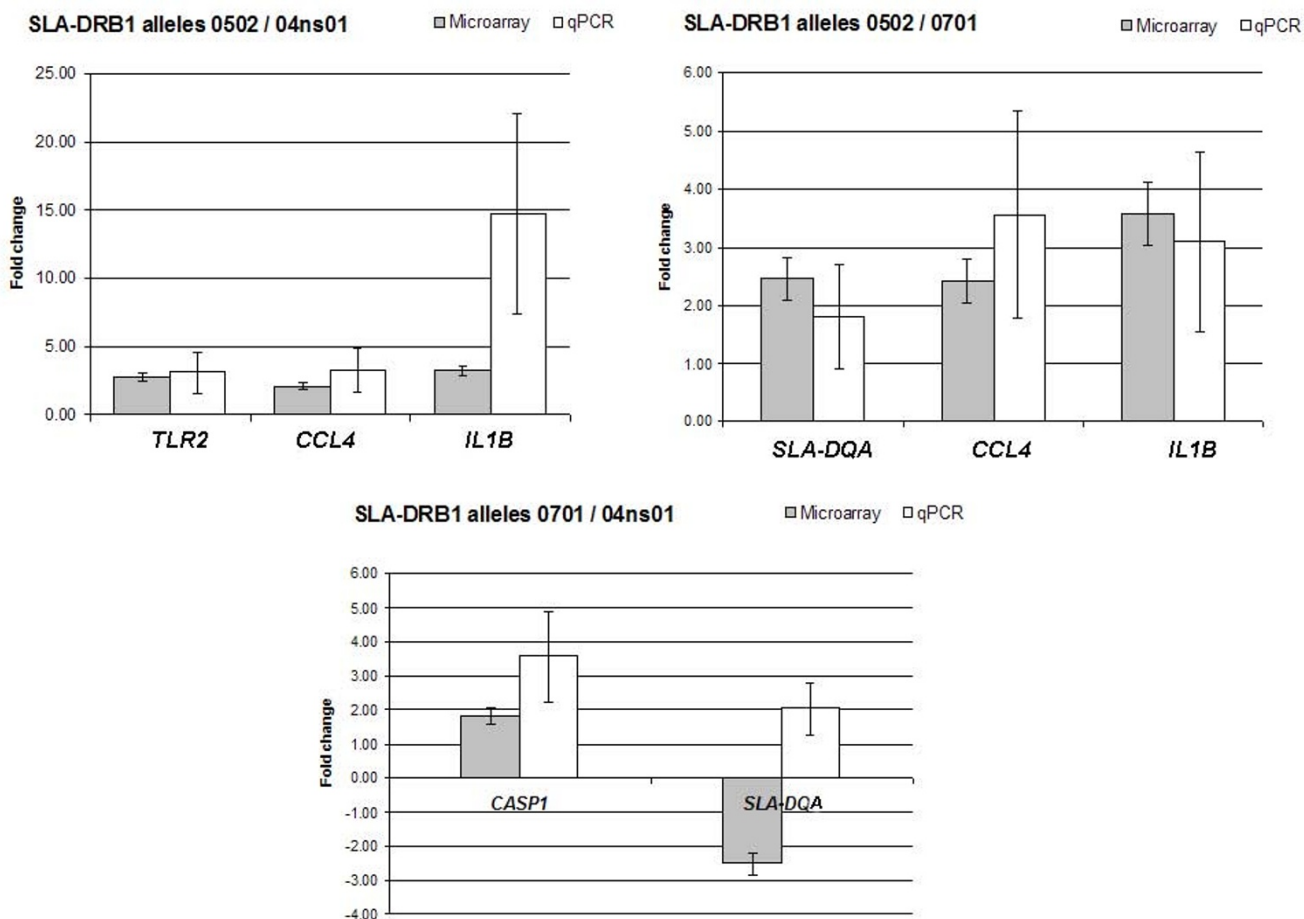 SLA-DRB1 alleles 0502 / 04ns01
Microarray qPCR
25.00
20.00
15.00
10.00
5.00
0.00
Fold change
TLR2 CCL4 IL1B
SLA-DRB1 alleles 0502 / 0701
Microarray qPCR
6.00
5.00
4.00
3.00
2.00
1.00
0.00
Fold change
SLA-DQA CCL4 IL1B
SLA-DRB1 alleles 0701 / 04ns01
Microarray qPCR
6.00
5.00
4.00
3.00
2.00
1.00
0.00
-1.00
-2.00
-3.00
-4.00
Fold change
CASP1 SLA-DQA